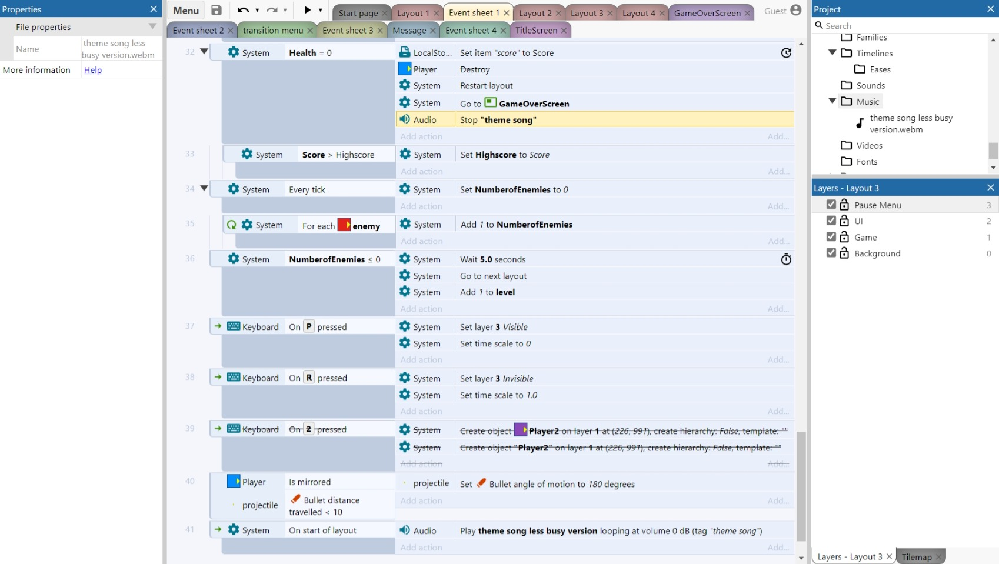 Properties
File properties
Name
theme song less
busy version.webm
More information
Help
Menu
Start page
Layout 1
Event sheet 1
Layout 2
Layout 3
Layout 4
GameOverScreen
Guest
Event sheet 2
transition menu
Event sheet 3
Message
Event sheet 4
TitleScreen
32 System Health = 0 LocalSto... Set item "score" to Score
Player Destroy
System Restart layout
System Go to GameOverScreen
Audio Stop "theme song"
Add action Add...
33 System Score > Highscore System Set Highscore to Score
Add action Add...
34 System Every tick System Set NumberofEnemies to 0
Add action Add...
35 System For each enemy System Add 1 to NumberofEnemies
Add action Add...
36 System NumberofEnemies ≤ 0 System Wait 5.0 seconds
System Go to next layout
System Add 1 to level
Add action Add...
37 Keyboard On P pressed System Set layer 3 Visible
System Set time scale to 0
Add action Add...
38 Keyboard On R pressed System Set layer 3 Invisible
System Set time scale to 1.0
Add action Add...
39 Keyboard On 2 pressed System Create object Player2 on layer 1 at (226, 991), create hierarchy: False, template: ""
System Create object "Player2" on layer 1 at (226, 991), create hierarchy: False, template: ""
Add action Add...
40 Player Is mirrored projectile Set Bullet angle of motion to 180 degrees
Add action Add...
projectile Bullet distance
travelled < 10
41 System On start of layout Audio Play theme song less busy version looping at volume 0 dB (tag "theme song")
Add action Add...
Project
Search
Families
Timelines
Eases
Sounds
Music
theme song less busy
version.webm
Videos
Fonts
Layers - Layout 3
Pause Menu 3
UI 2
Game 1
Background 0
Layers - Layout 3
Tilemap